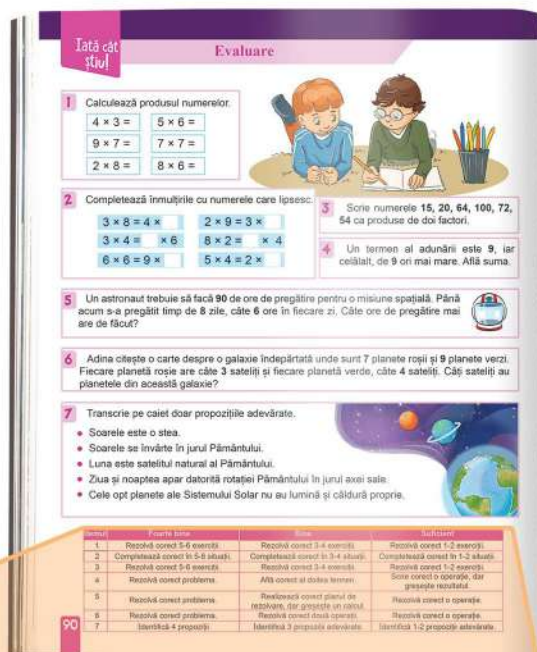 Iată cât
știu!
Evaluare
1 Calculează produsul numerelor.
4 × 3 = 5 × 6 =
9 × 7 = 7 × 7 =
2 × 8 = 8 × 6 =
2 Completează înmulțirile cu numerele care lipsesc.
3 × 8 = 4 × 2 × 9 = 3 ×
3 × 4 = × 6 8 × 2 = × 4
6 × 6 = 9 × 5 × 4 = 2 ×
3 Scrie numerele 15, 20, 64, 100, 72,
54 ca produse de doi factori.
4 Un termen al adunării este 9, iar
celălalt, de 9 ori mai mare. Află suma.
5 Un astronaut trebuie să facă 90 de ore de pregătire pentru o misiune spațială. Până
acum s-a pregătit timp de 8 zile, câte 6 ore în fiecare zi. Câte ore de pregătire mai
are de făcut?
6 Adina citește o carte despre o galaxie îndepărtată unde sunt 7 planete roșii și 9 planete verzi.
Fiecare planetă roșie are câte 3 sateliți și fiecare planetă verde, câte 4 sateliți. Câți sateliți au
planetele din această galaxie?
7 Transcrie pe caiet doar propozițiile adevărate.
• Soarele este o stea.
• Soarele se învârte în jurul Pământului.
• Luna este satelitul natural al Pământului.
• Ziua și noaptea apar datorită rotației Pământului în jurul axei sale.
• Cele opt planete ale Sistemului Solar nu au lumină și căldură proprie.
Itemul Foarte bine Bine Suficient
1 Rezolvă corect 5-6 exerciții. Rezolvă corect 3-4 exerciții. Rezolvă corect 1-2 exerciții.
2 Completează corect în 5-6 situații. Completează corect în 3-4 situații. Completează corect în 1-2 situații.
3 Rezolvă corect 5-6 exerciții. Rezolvă corect 3-4 exerciții. Rezolvă corect 1-2 exerciții.
4 Rezolvă corect problema. Află corect al doilea termen. Scrie corect o operație, dar
greșește rezultatul.
5 Rezolvă corect problema. Realizează corect planul de
rezolvare, dar greșește un calcul. Rezolvă corect o operație.
6 Rezolvă corect problema. Rezolvă corect două operații. Rezolvă corect o operație.
7 Identifică 4 propoziții. Identifică 3 propoziții adevărate. Identifică 1-2 propoziții adevărate.
90